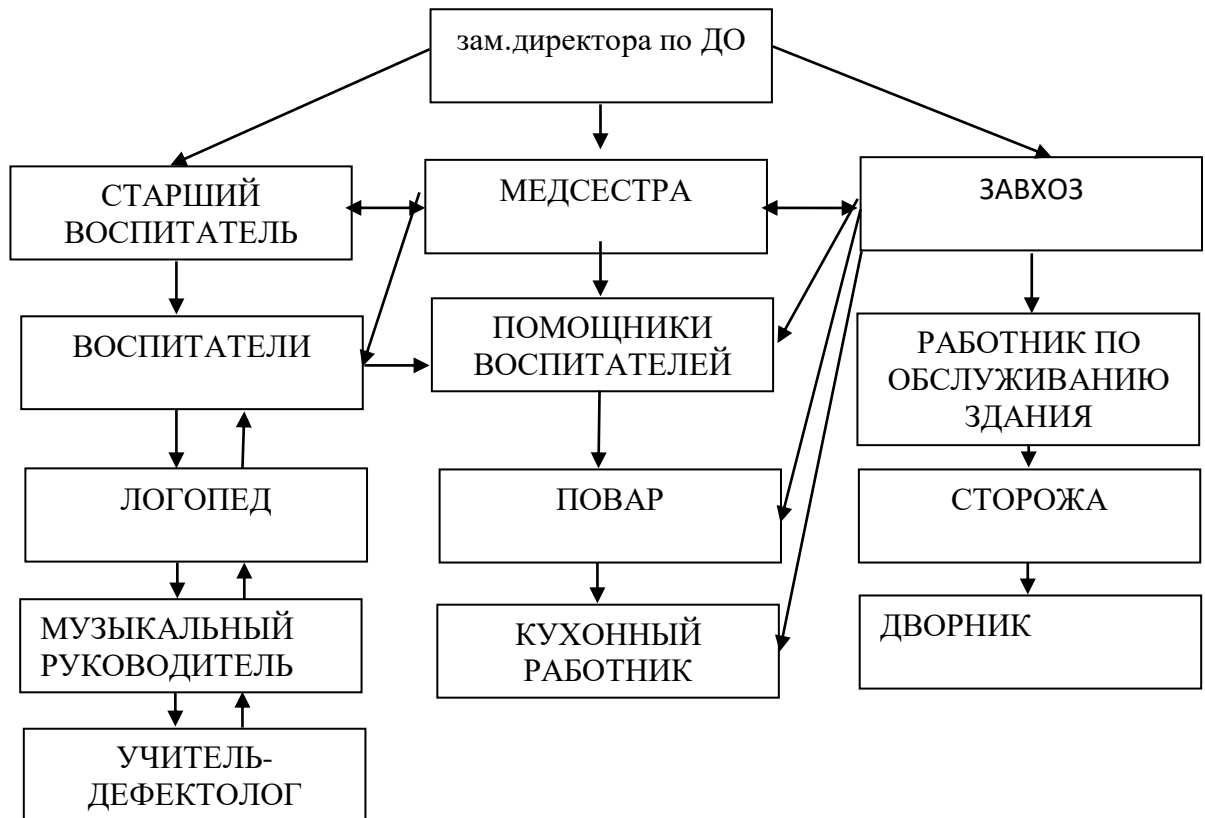 зам.директора по ДО
СТАРШИЙ
ВОСПИТАТЕЛЬ
МЕДСЕСТРА
ЗАВХОЗ
ВОСПИТАТЕЛИ
ПОМОЩНИКИ
ВОСПИТАТЕЛЕЙ
РАБОТНИК ПО
ОБСЛУЖИВАНИЮ
ЗДАНИЯ
ЛОГОПЕД
ПОВАР
СТОРОЖА
МУЗЫКАЛЬНЫЙ
РУКОВОДИТЕЛЬ
КУХОННЫЙ
РАБОТНИК
ДВОРНИК
УЧИТЕЛЬ-
ДЕФЕКТОЛОГ